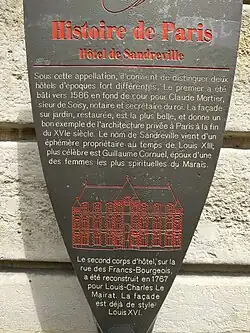 Histoire de Paris
Hôtel de Sandreville
Sous cette appellation, il convient de distinguer deux
hôtels d'époques fort différentes. Le premier a été
bâti vers 1586 en fond de cour pour Claude Mortier,
sieur de Soisy, notaire et secrétaire du roi. La façade
sur jardin, restaurée, est la plus belle, et donne un
bon exemple de l'architecture privée à Paris à la fin
du XVIe siècle. Le nom de Sandreville vient d'un
éphémère propriétaire au temps de Louis XIII;
plus célèbre est Guillaume Cornuel, époux d'une
des femmes les plus spirituelles du Marais.
Le second corps d'hôtel, sur la
rue des Francs-Bourgeois,
a été reconstruit en 1767
pour Louis-Charles Le
Mairat. La façade
est déjà de style
Louis XVI.